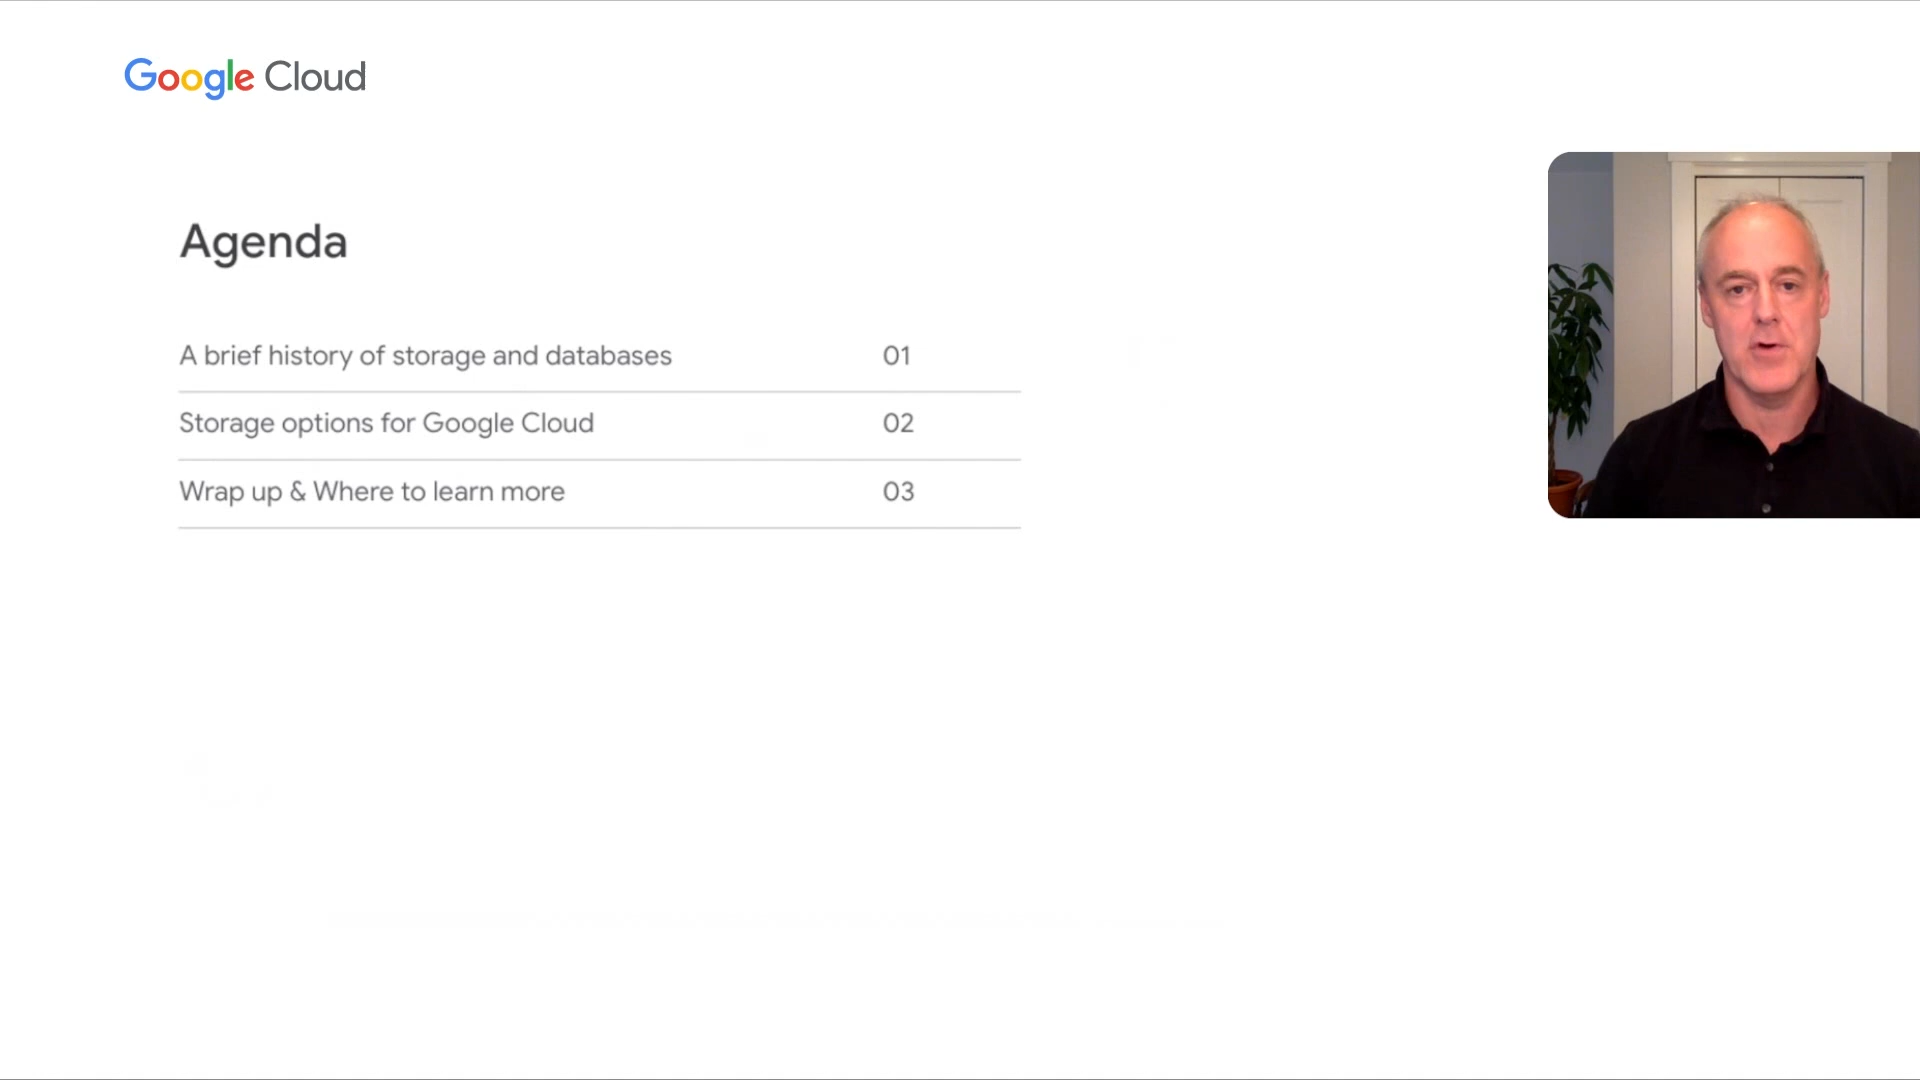 Google Cloud
Agenda
A brief history of storage and databases 01
Storage options for Google Cloud 02
Wrap up & Where to learn more 03